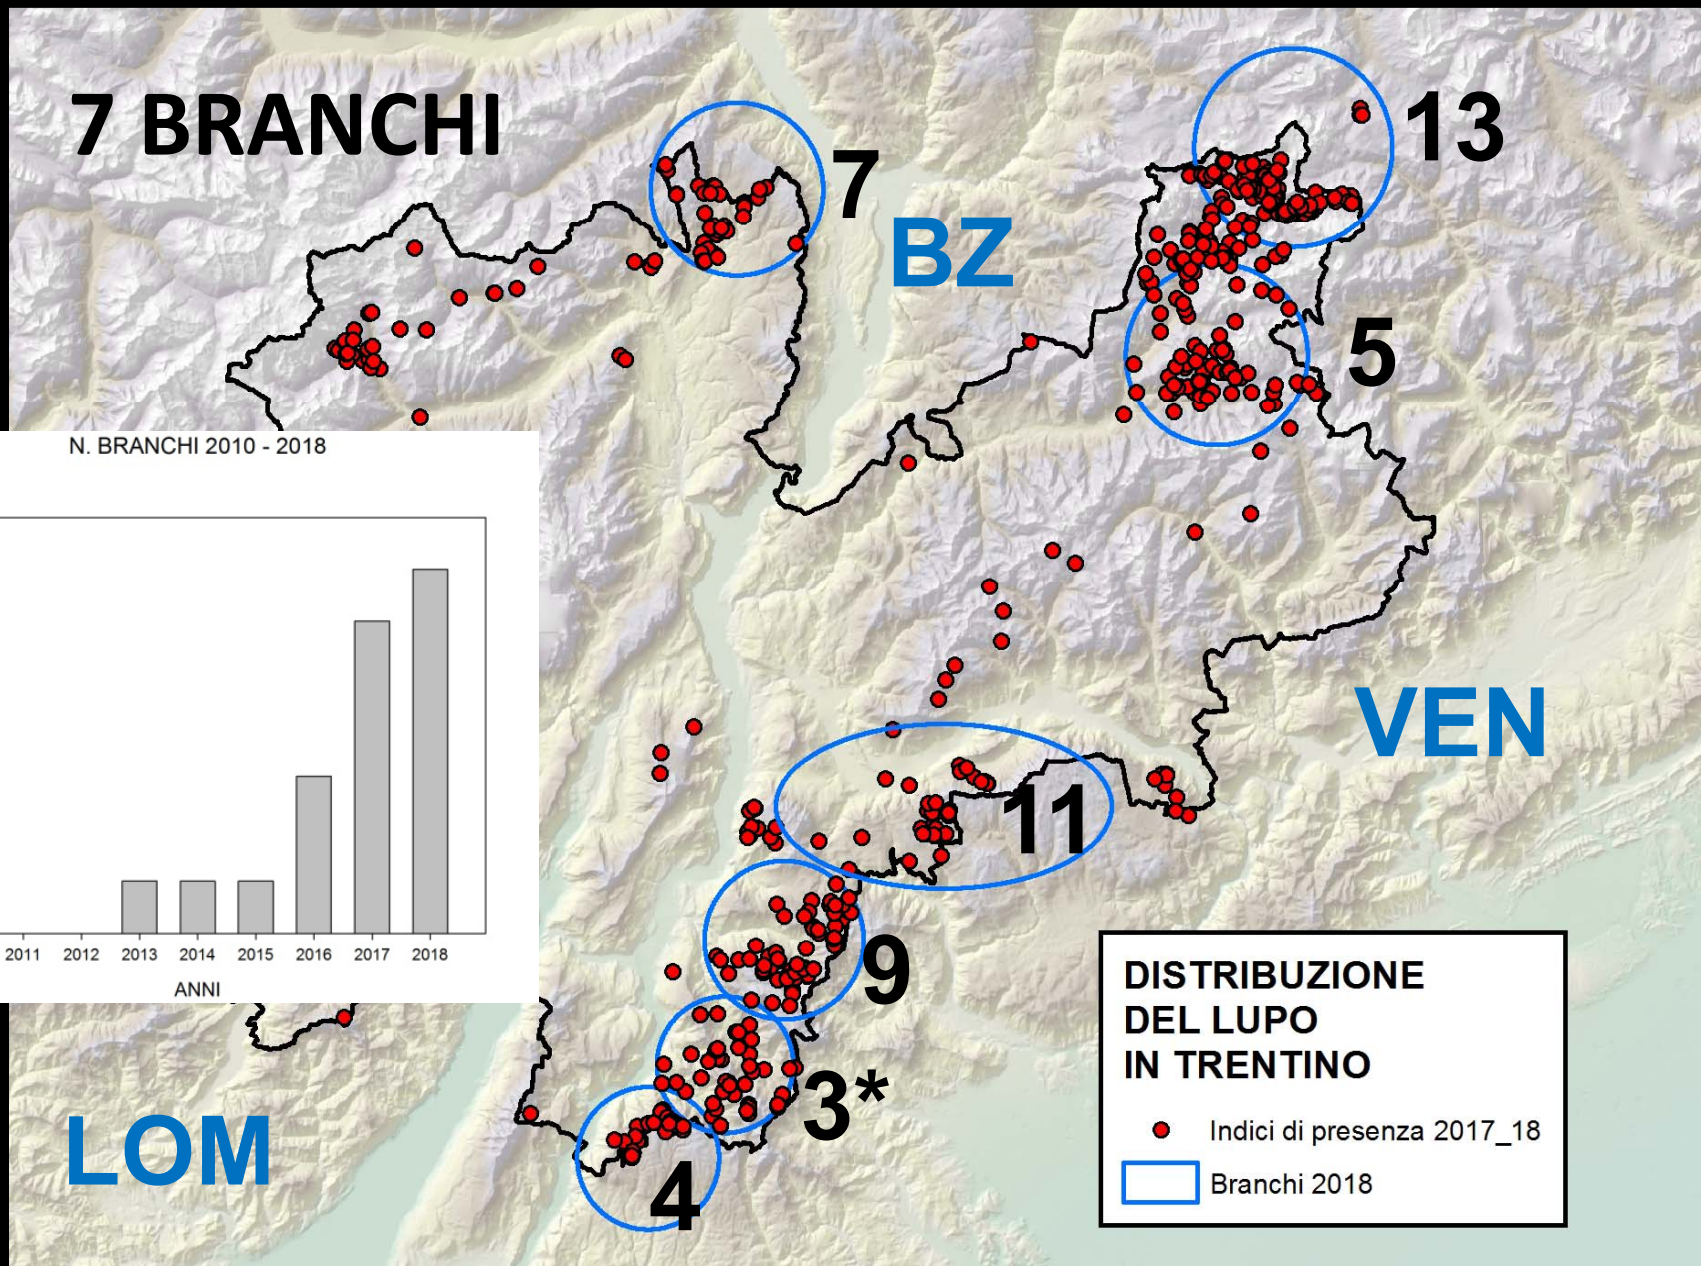 7 BRANCHI
13
7
BZ
5
N. BRANCHI 2010 - 2018
2011 2012 2013 2014 2015 2016 2017 2018
ANNI
VEN
11
9
3*
4
LOM
DISTRIBUZIONE
DEL LUPO
IN TRENTINO
Indici di presenza 2017_18
Branchi 2018